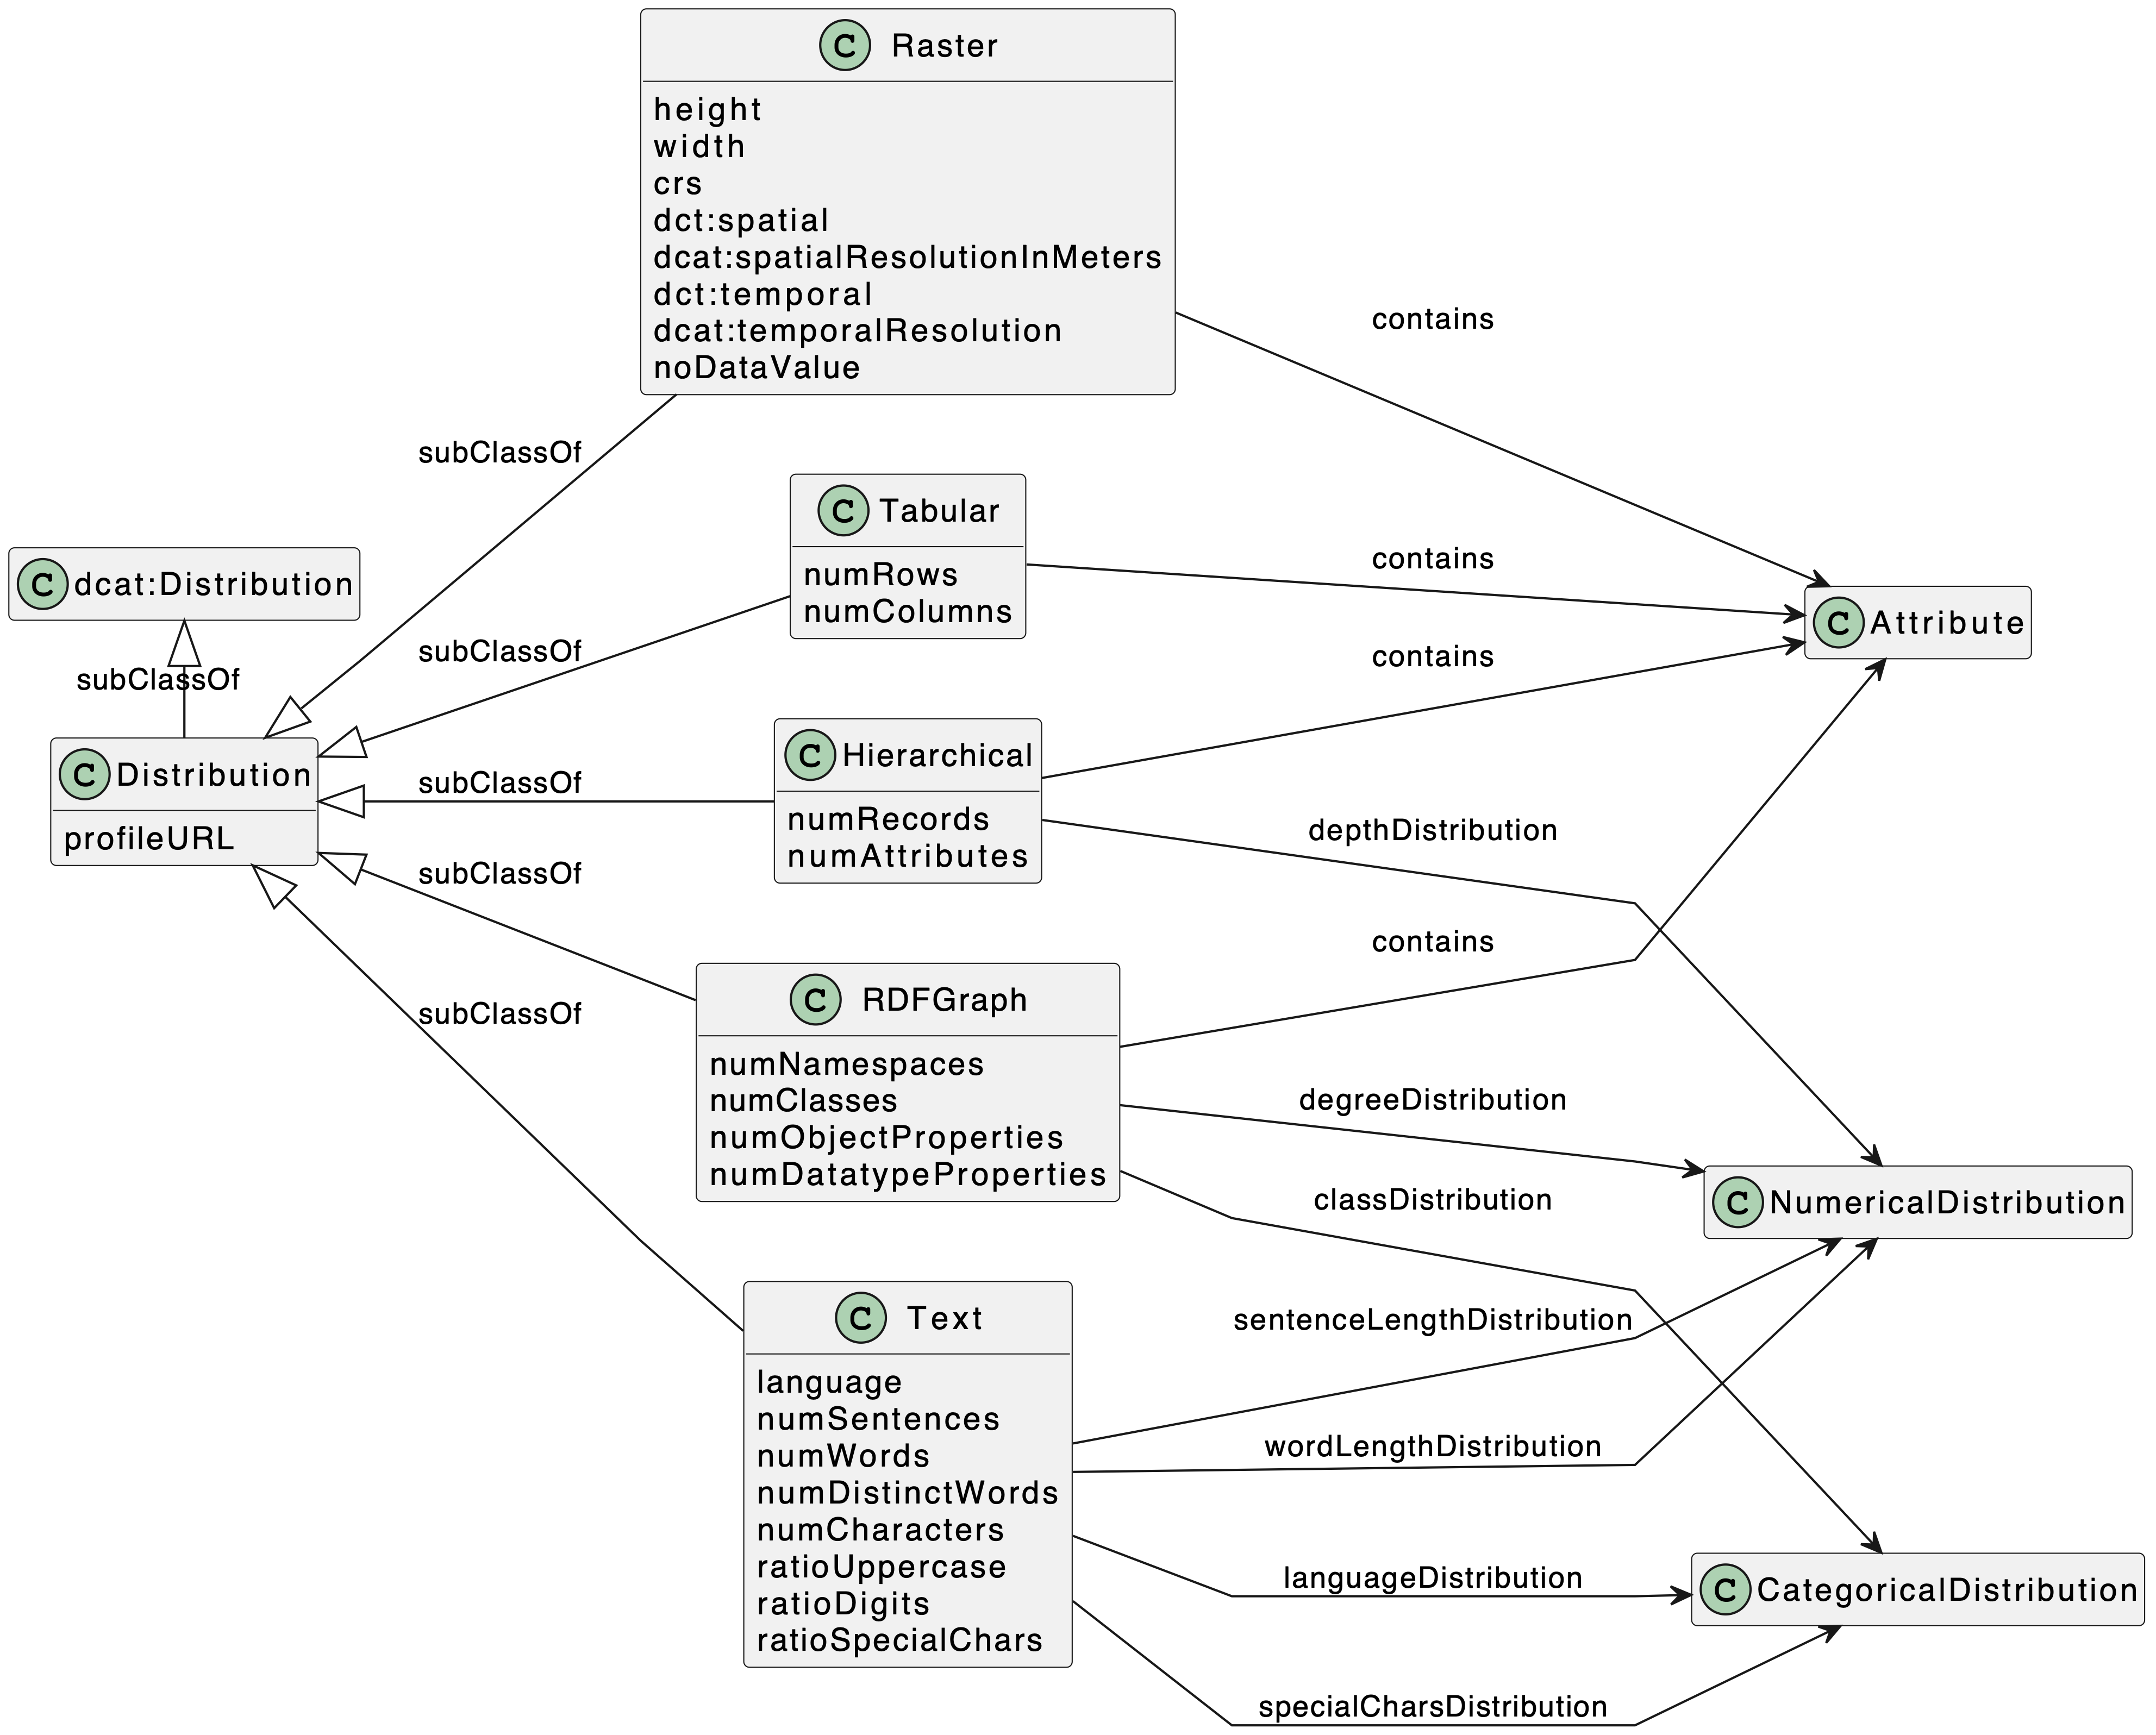 C Raster
height
width
crs
dct:spatial
dcat:spatialResolutionInMeters
dct:temporal
dcat:temporalResolution
noDataValue
contains
subClassOf
C Tabular
numRows
numColumns
contains
C dcat:Distribution
C Attribute
subClassOf
subClassOf
contains
C Distribution
profileURL
subClassOf
C Hierarchical
numRecords
numAttributes
depthDistribution
subClassOf
contains
C RDFGraph
numNamespaces
numClasses
numObjectProperties
numDatatypeProperties
subClassOf
degreeDistribution
classDistribution
C NumericalDistribution
C Text
language
numSentences
numWords
numDistinctWords
numCharacters
ratioUppercase
ratioDigits
ratioSpecialChars
sentenceLengthDistribution
wordLengthDistribution
languageDistribution
C CategoricalDistribution
specialCharsDistribution